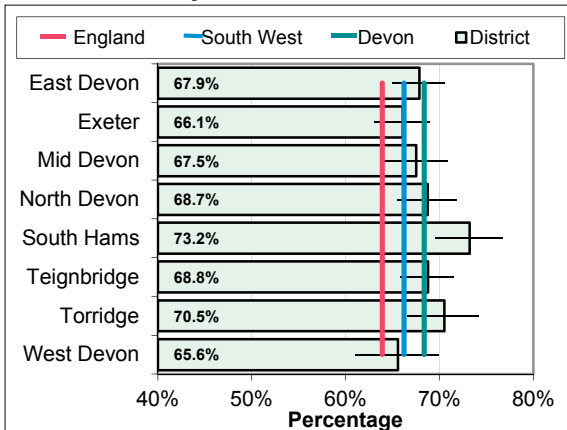 England South West Devon District
East Devon 67.9%
Exeter 66.1%
Mid Devon 67.5%
North Devon 68.7%
South Hams 73.2%
Teignbridge 68.8%
Torridge 70.5%
West Devon 65.6%
40% 50% 60% 70% 80%
Percentage